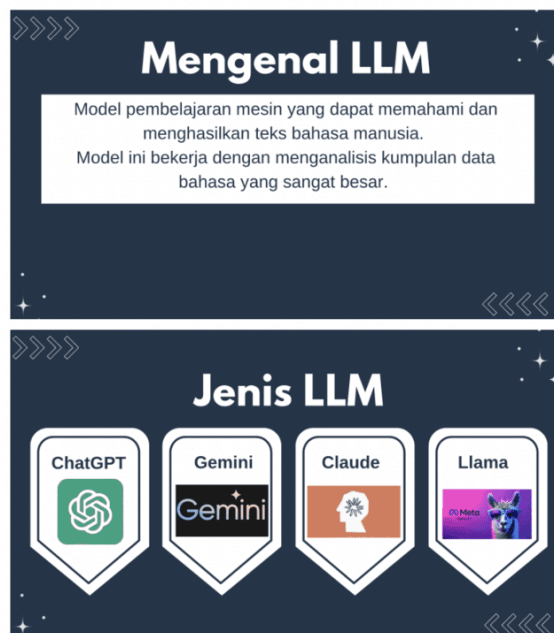 Mengenal LLM
Model pembelajaran mesin yang dapat memahami dan
menghasilkan teks bahasa manusia.
Model ini bekerja dengan menganalisis kumpulan data
bahasa yang sangat besar.
Jenis LLM
ChatGPT
Gemini
Claude
Llama
Gemini
Meta